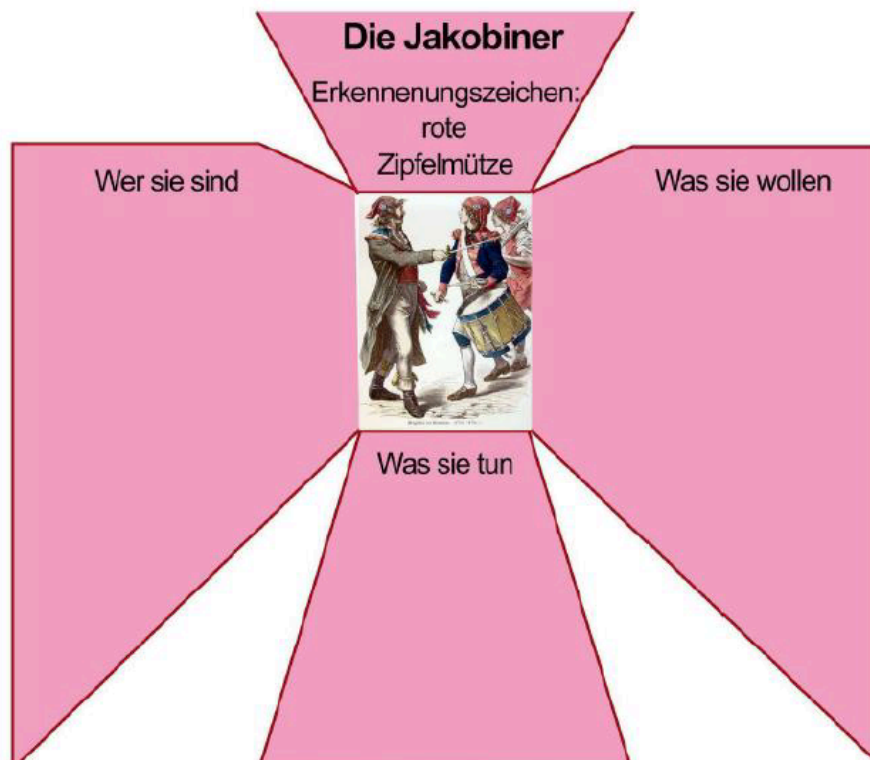 Die Jakobiner
Erkennenungszeichen:
rote
Zipfelmütze
Wer sie sind
Was sie wollen
Was sie tun